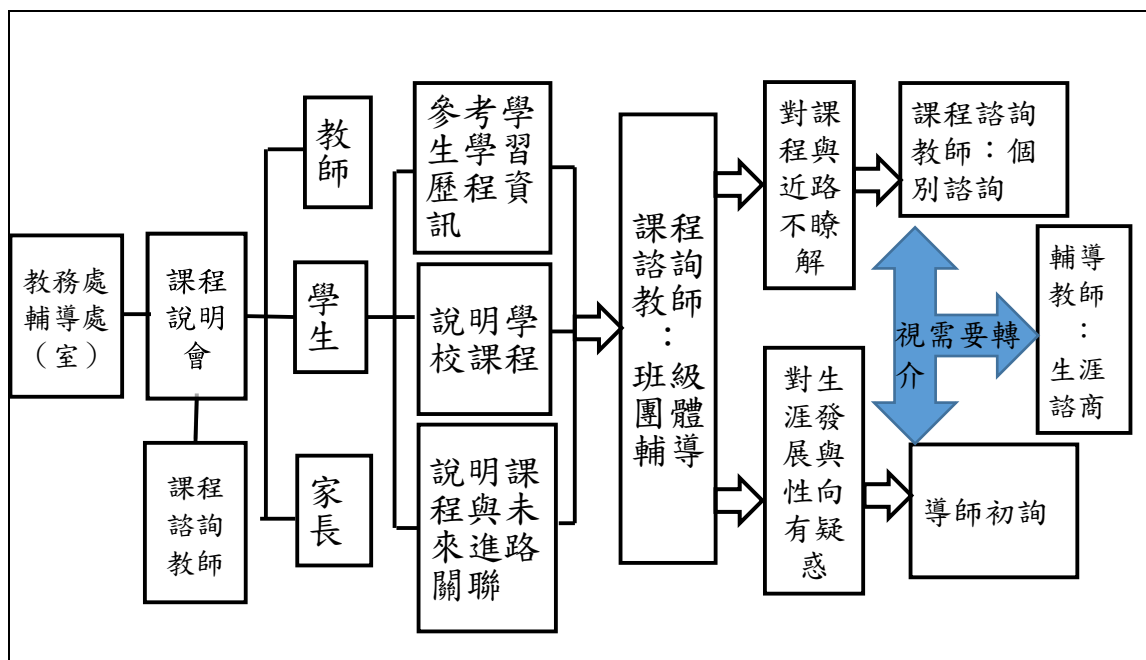 教務處
輔導處
（室）
課程
說明
會
課程
諮詢
教師
教
師
學
生
家
長
參考學
生學習
歷程資
訊
說明學
校課程
說明課
程與未
來進路
關聯
課程
諮詢
教師
：
班級
團體
輔導
對課
程與
近路
不瞭
解
對生
涯發
展與
性向
有疑
惑
課程諮詢
教師：個
別諮詢
視需要轉
介
導師初詢
輔導
教師
：
生涯
諮商